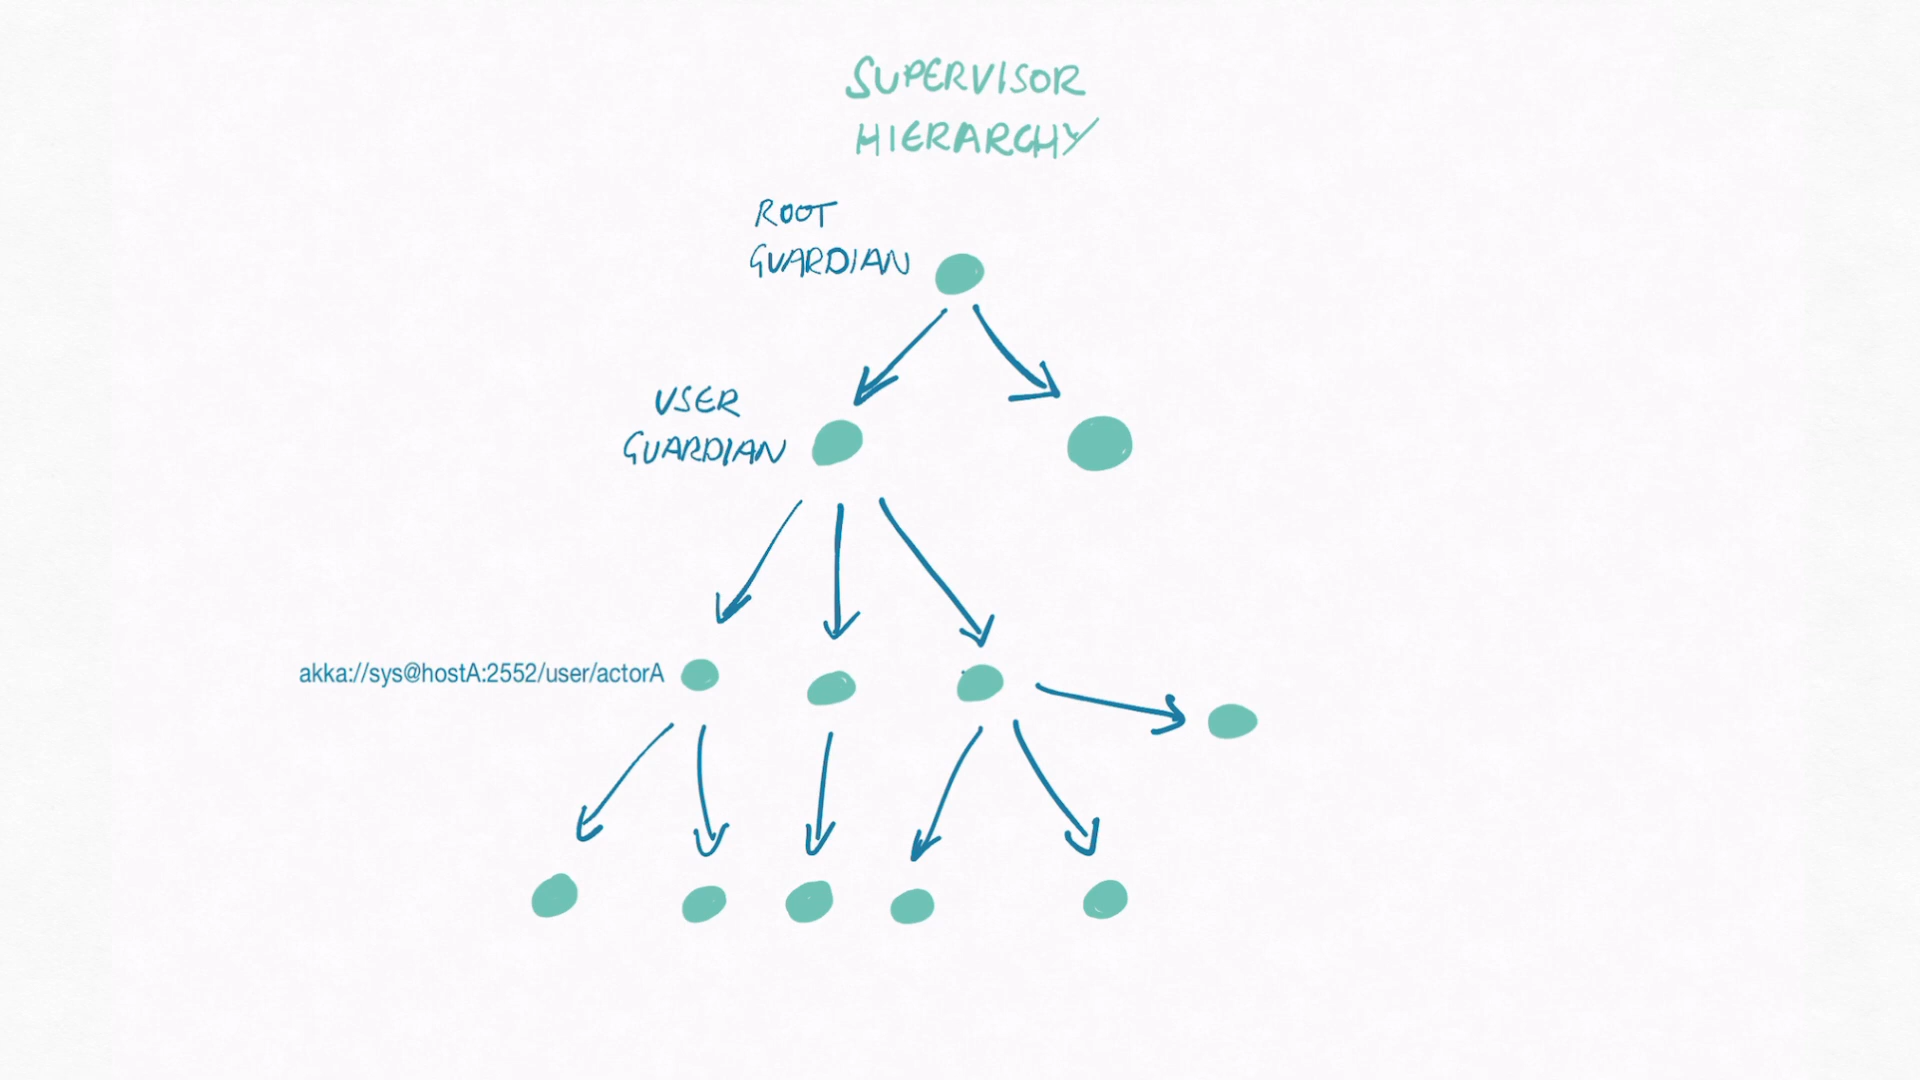 SUPERVISOR
HIERARCHY
ROOT
GUARDIAN
USER
GUARDIAN
akka://sys@hostA:2552/user/actorA